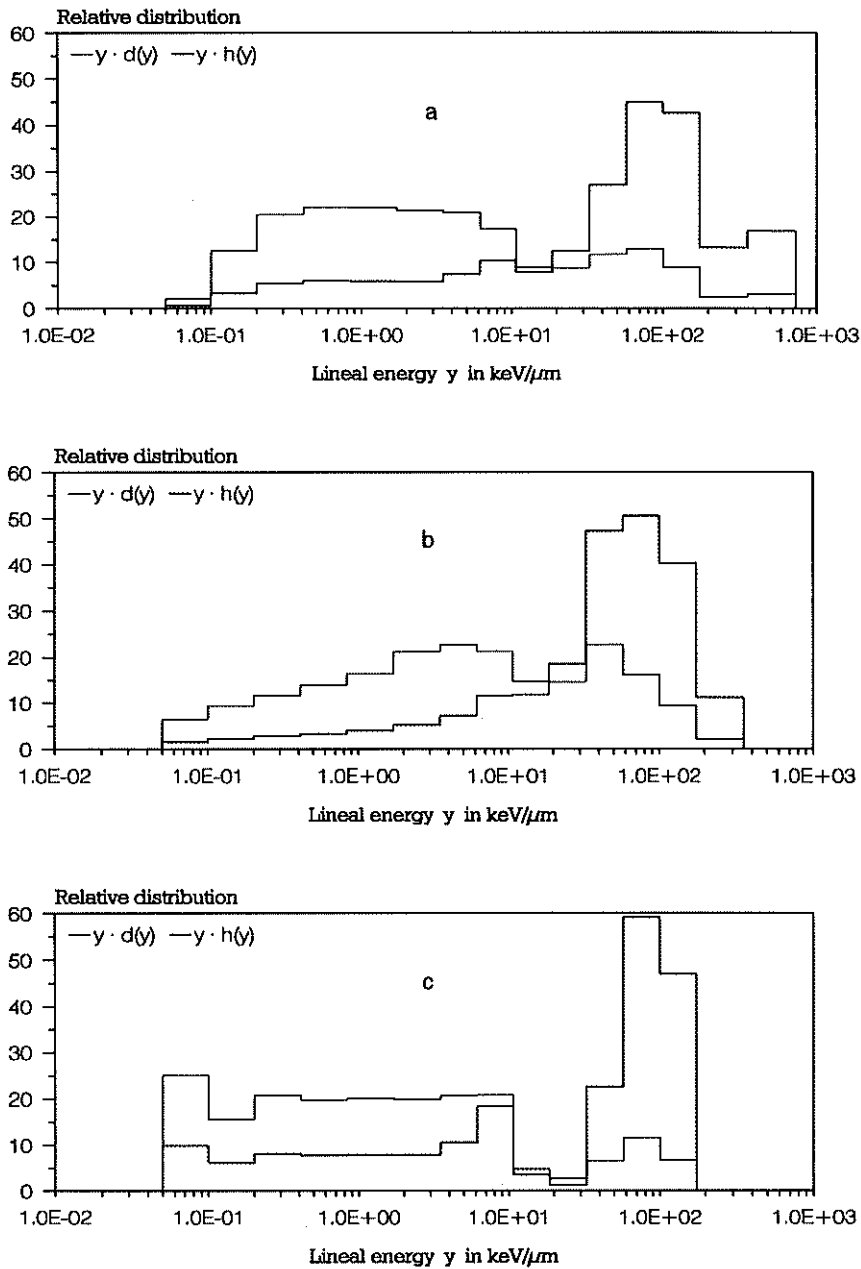 Relative distribution
60
—y · d(y) —y · h(y)
50
a
40
30
20
10
0
1.0E-02 1.0E-01 1.0E+00 1.0E+01 1.0E+02 1.0E+03
Lineal energy y in keV/µm
Relative distribution
60
—y · d(y) —y · h(y)
50
b
40
30
20
10
0
1.0E-02 1.0E-01 1.0E+00 1.0E+01 1.0E+02 1.0E+03
Lineal energy y in keV/µm
Relative distribution
60
—y · d(y) —y · h(y)
50
c
40
30
20
10
0
1.0E-02 1.0E-01 1.0E+00 1.0E+01 1.0E+02 1.0E+03
Lineal energy y in keV/µm